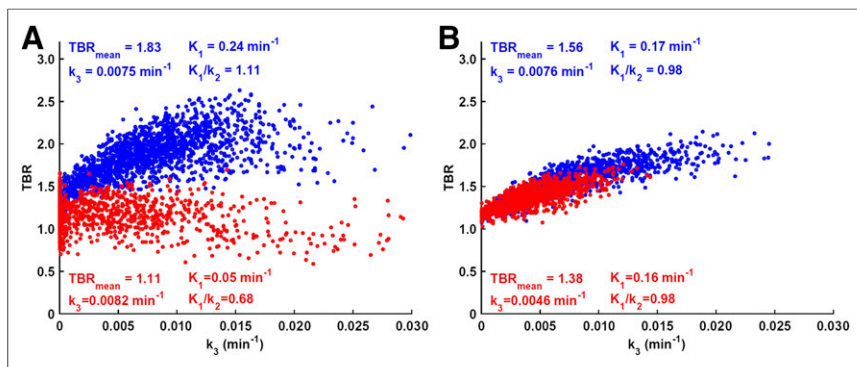 A
TBRmean = 1.83 K1 = 0.24 min-1
k3 = 0.0075 min-1 K1/k2 = 1.11
3.0
2.5
2.0
1.5
1.0
0.5
0
TBR
TBRmean = 1.11 K1=0.05 min-1
k3=0.0082 min-1 K1/k2=0.68
0 0.005 0.010 0.015 0.020 0.025 0.030
k3 (min-1)
B
TBRmean = 1.56 K1 = 0.17 min-1
k3 = 0.0076 min-1 K1/k2 = 0.98
3.0
2.5
2.0
1.5
1.0
0.5
0
TBR
TBRmean = 1.38 K1=0.16 min-1
k3=0.0046 min-1 K1/k2=0.98
0 0.005 0.010 0.015 0.020 0.025 0.030
k3 (min-1)